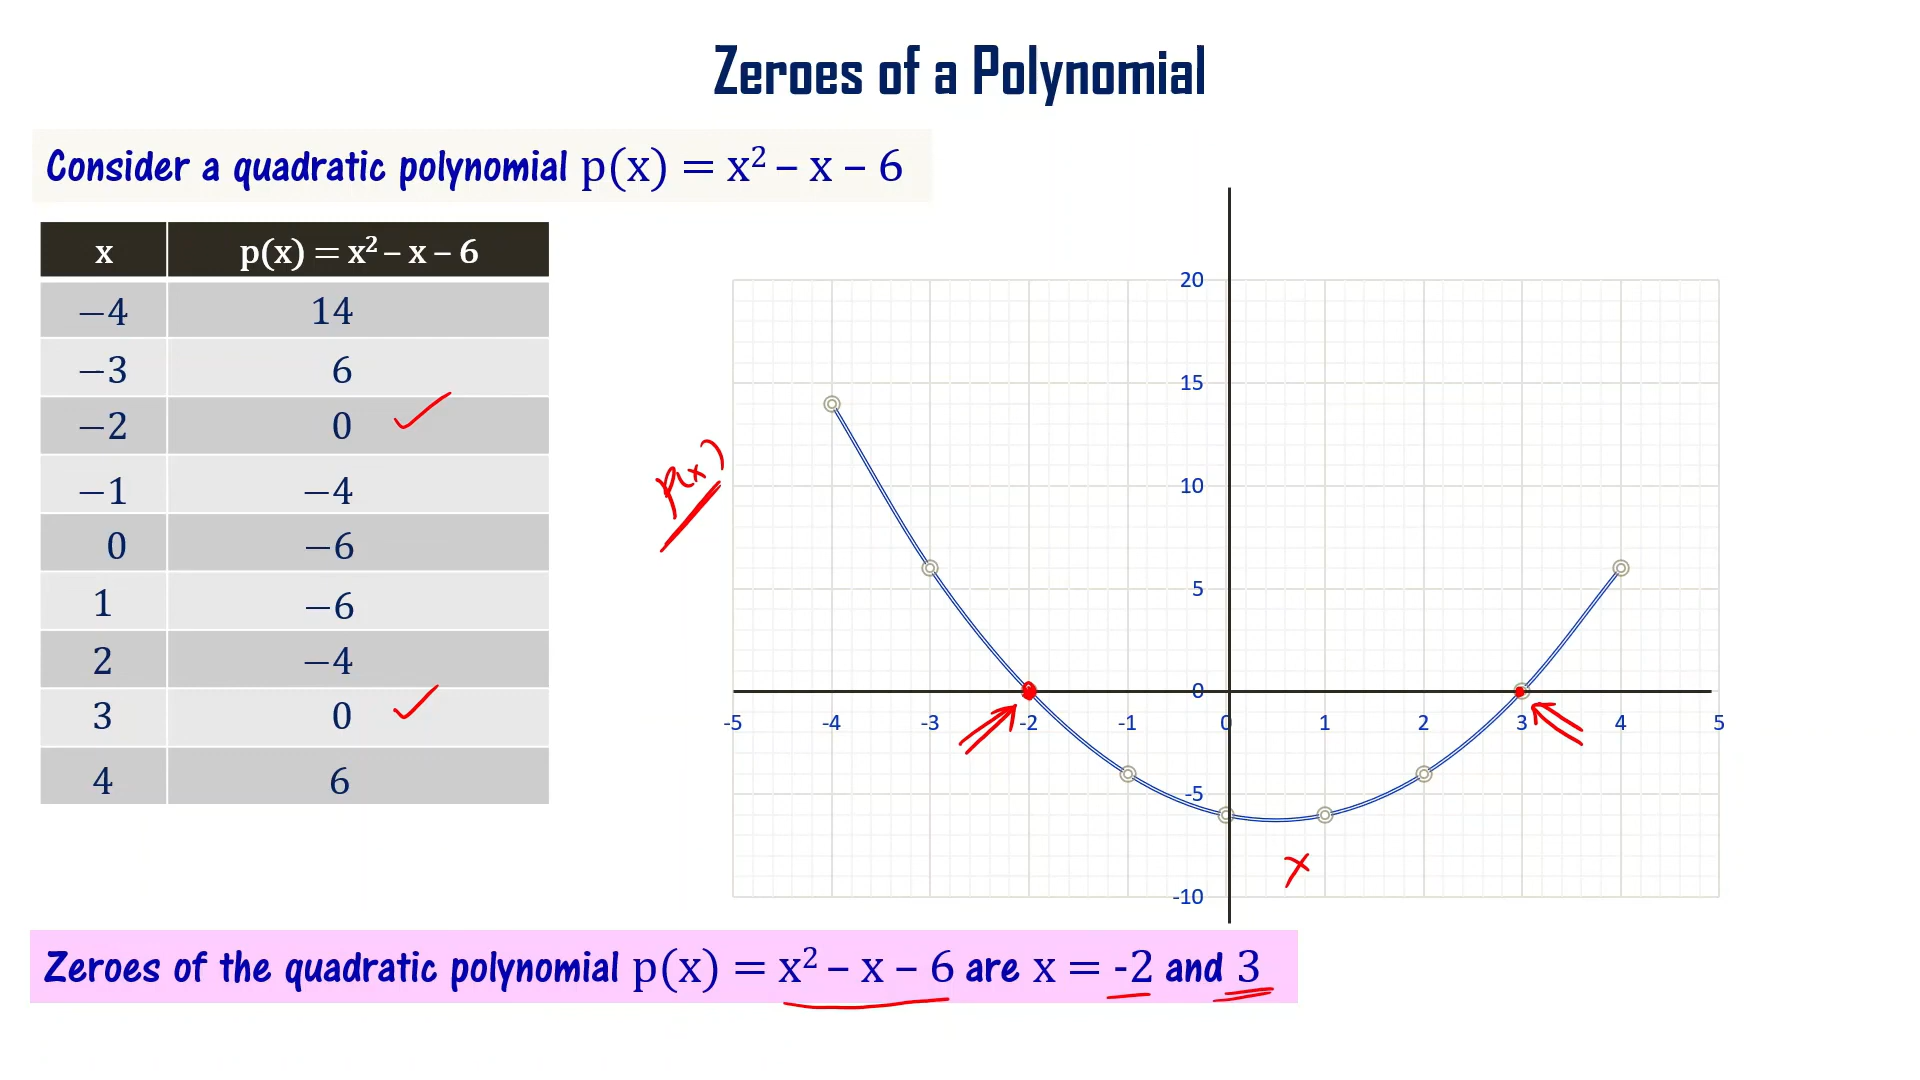 Zeroes of a Polynomial
Consider a quadratic polynomial p(x) = x² – x – 6
x p(x) = x² – x – 6
−4 14
−3 6
−2 0
−1 −4
0 −6
1 −6
2 −4
3 0
4 6
p(x)
20
15
10
5
0
-5
-10
-5 -4 -3 -2 -1 0 1 2 3 4 5
x
Zeroes of the quadratic polynomial p(x) = x² – x – 6 are x = -2 and 3